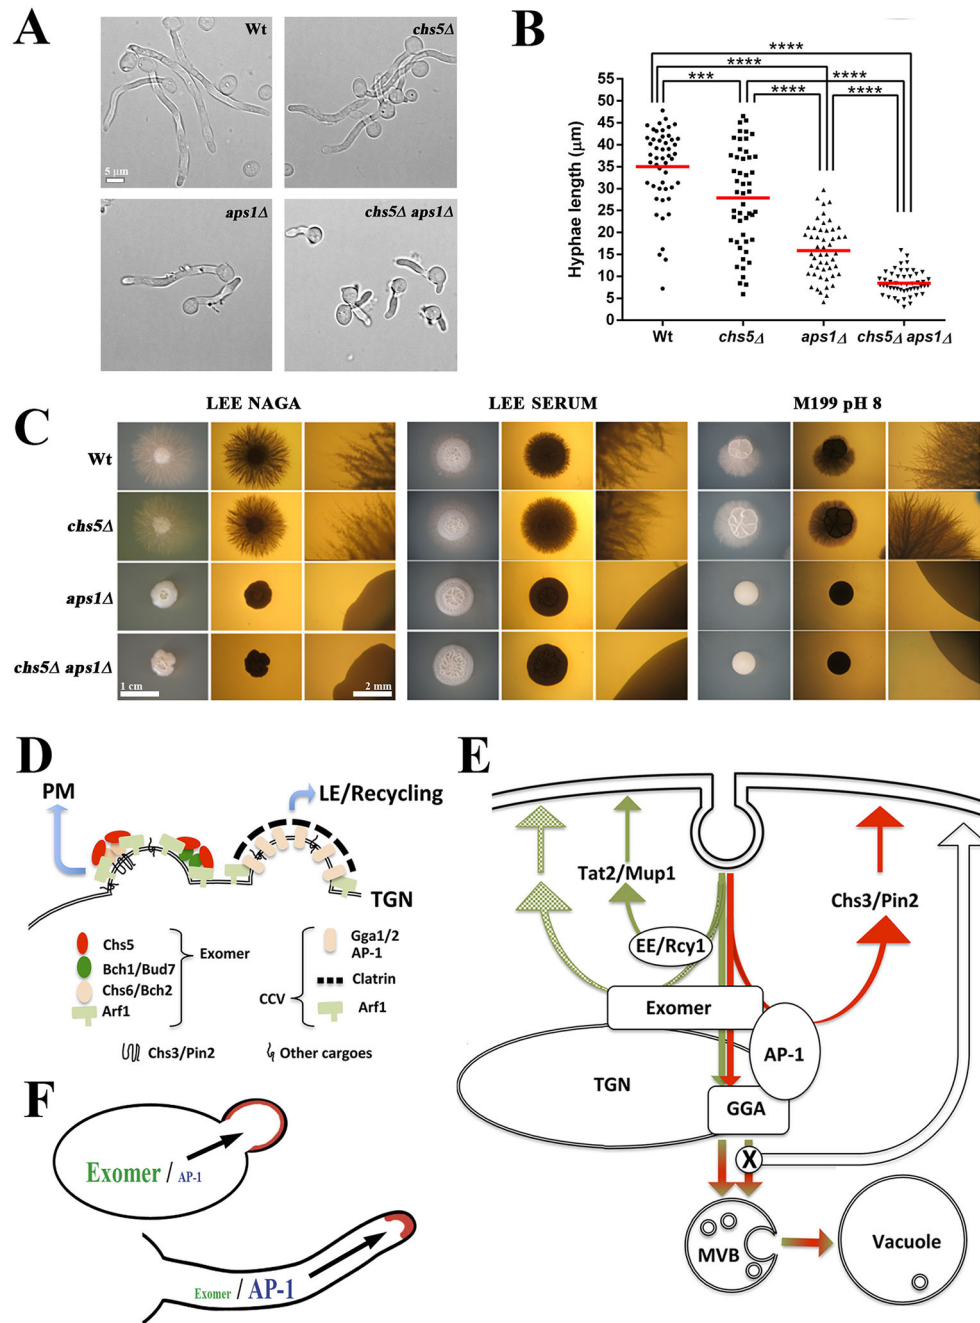 A
Wt
chs5Δ
5 μm
aps1Δ
chs5Δ aps1Δ
B
****
****
*** ****
**** ****
Hyphae length (μm)
55
50
45
40
35
30
25
20
15
10
5
0
Wt chs5Δ aps1Δ chs5Δ aps1Δ
C
LEE NAGA LEE SERUM M199 pH 8
Wt
chs5Δ
aps1Δ
chs5Δ aps1Δ
1 cm 2 mm
D
PM
LE/Recycling
TGN
Chs5
Bch1/Bud7
Chs6/Bch2
Arf1
Exomer
CCV
Gga1/2
AP-1
Clatrin
Arf1
Chs3/Pin2 Other cargoes
E
Tat2/Mup1
Chs3/Pin2
EE/Rcy1
Exomer
AP-1
TGN
GGA
X
MVB
Vacuole
F
Exomer / AP-1
Exomer / AP-1